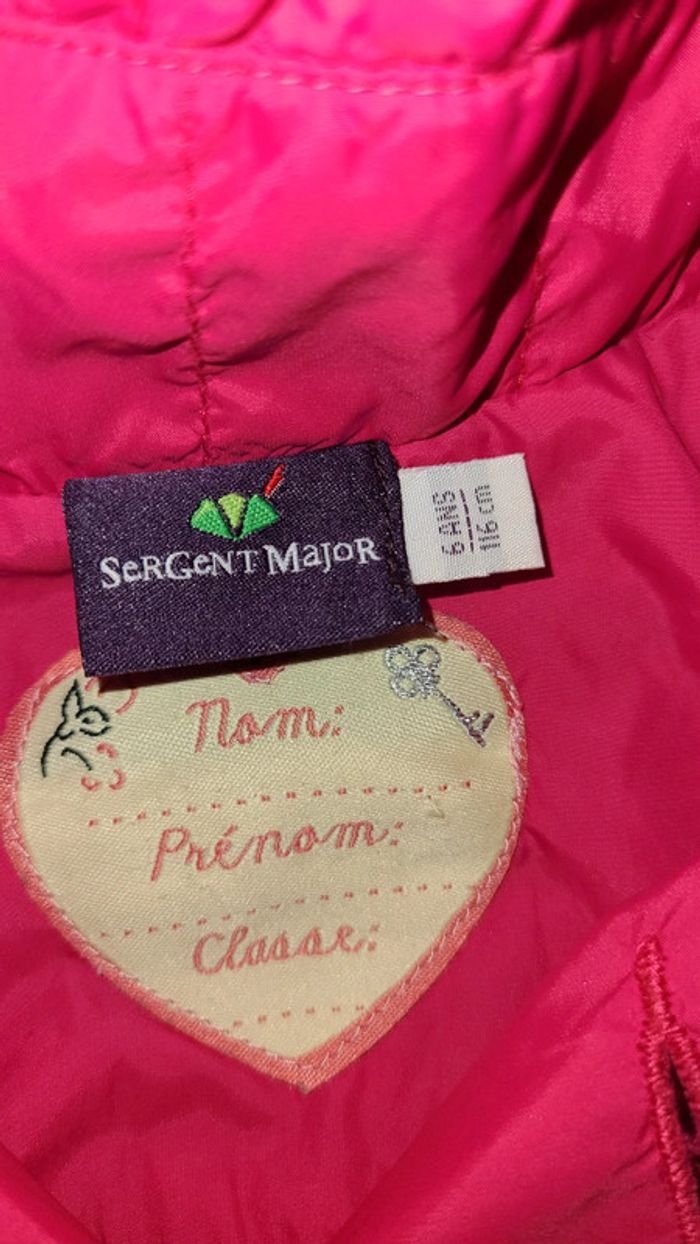 SeRGeNT MajoR
6 ANS
116 cm
Nom:
Prénom:
Classe: